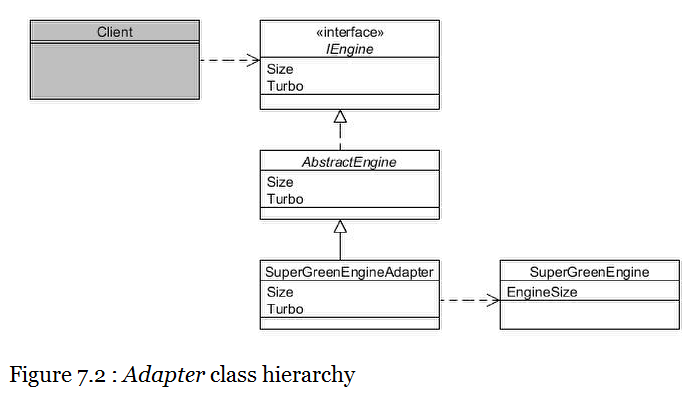 Client
«interface»
IEngine
Size
Turbo
AbstractEngine
Size
Turbo
SuperGreenEngineAdapter
Size
Turbo
SuperGreenEngine
EngineSize
Figure 7.2 : Adapter class hierarchy